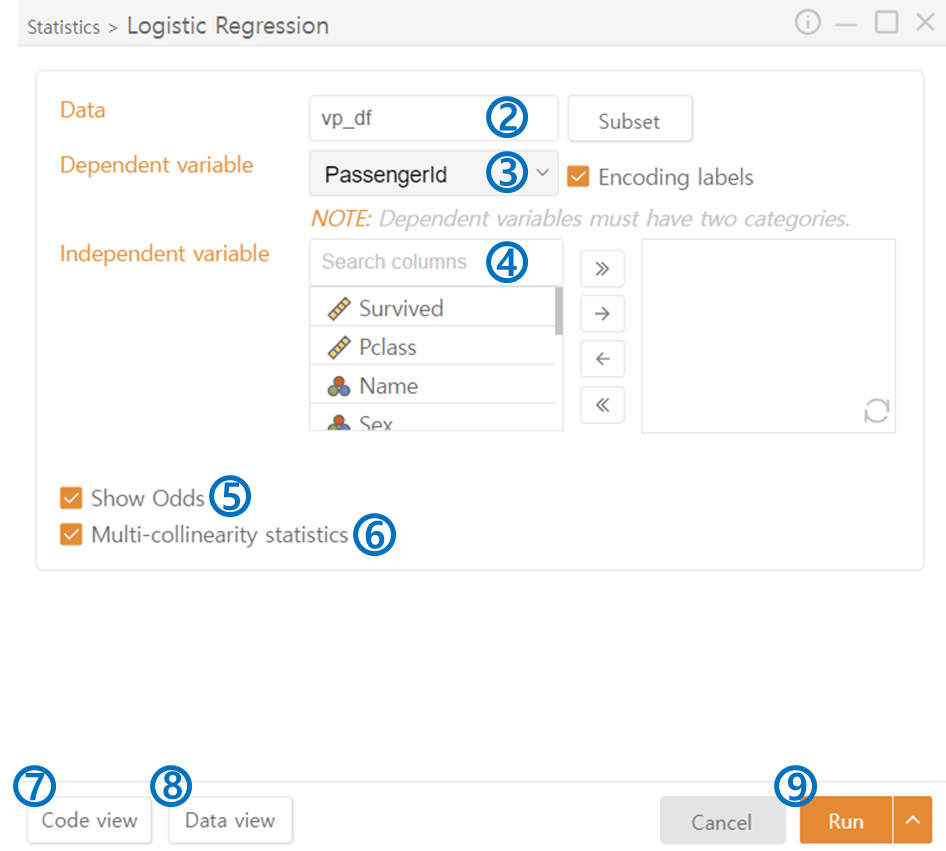 Statistics > Logistic Regression
Data
vp_df
②
Subset
Dependent variable
PassengerId
③
Encoding labels
NOTE: Dependent variables must have two categories.
Independent variable
Search columns
④
Survived
Pclass
Name
Sex
Show Odds
⑤
Multi-collinearity statistics
⑥
⑦
Code view
⑧
Data view
Cancel
⑨
Run